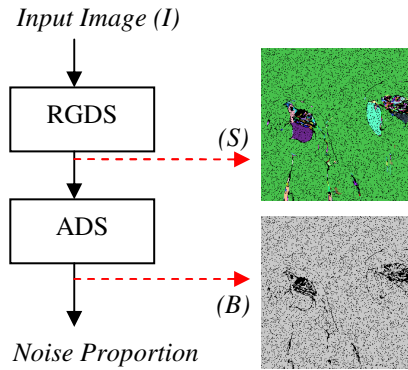 Input Image (I)
RGDS
(S)
ADS
(B)
Noise Proportion